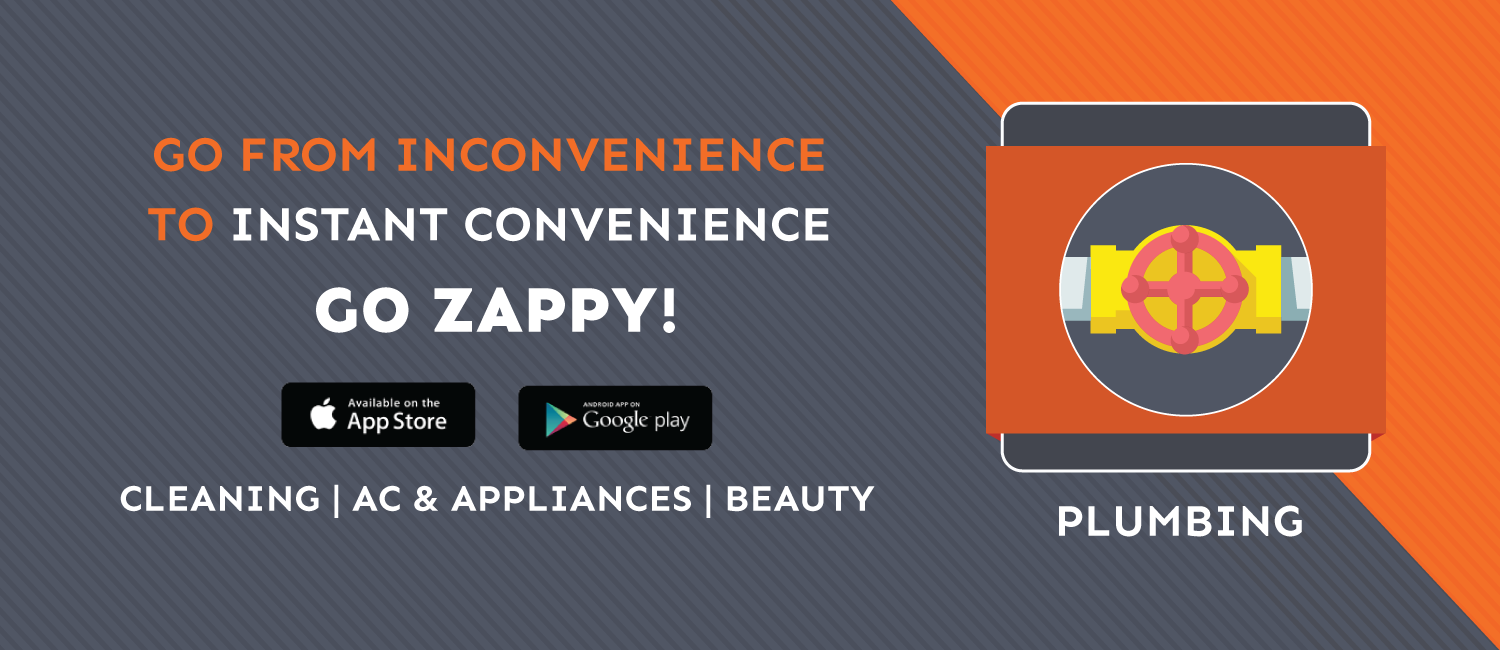 GO FROM INCONVENIENCE
TO INSTANT CONVENIENCE
GO ZAPPY!
Available on the
App Store
ANDROID APP ON
Google play
CLEANING | AC & APPLIANCES | BEAUTY
PLUMBING